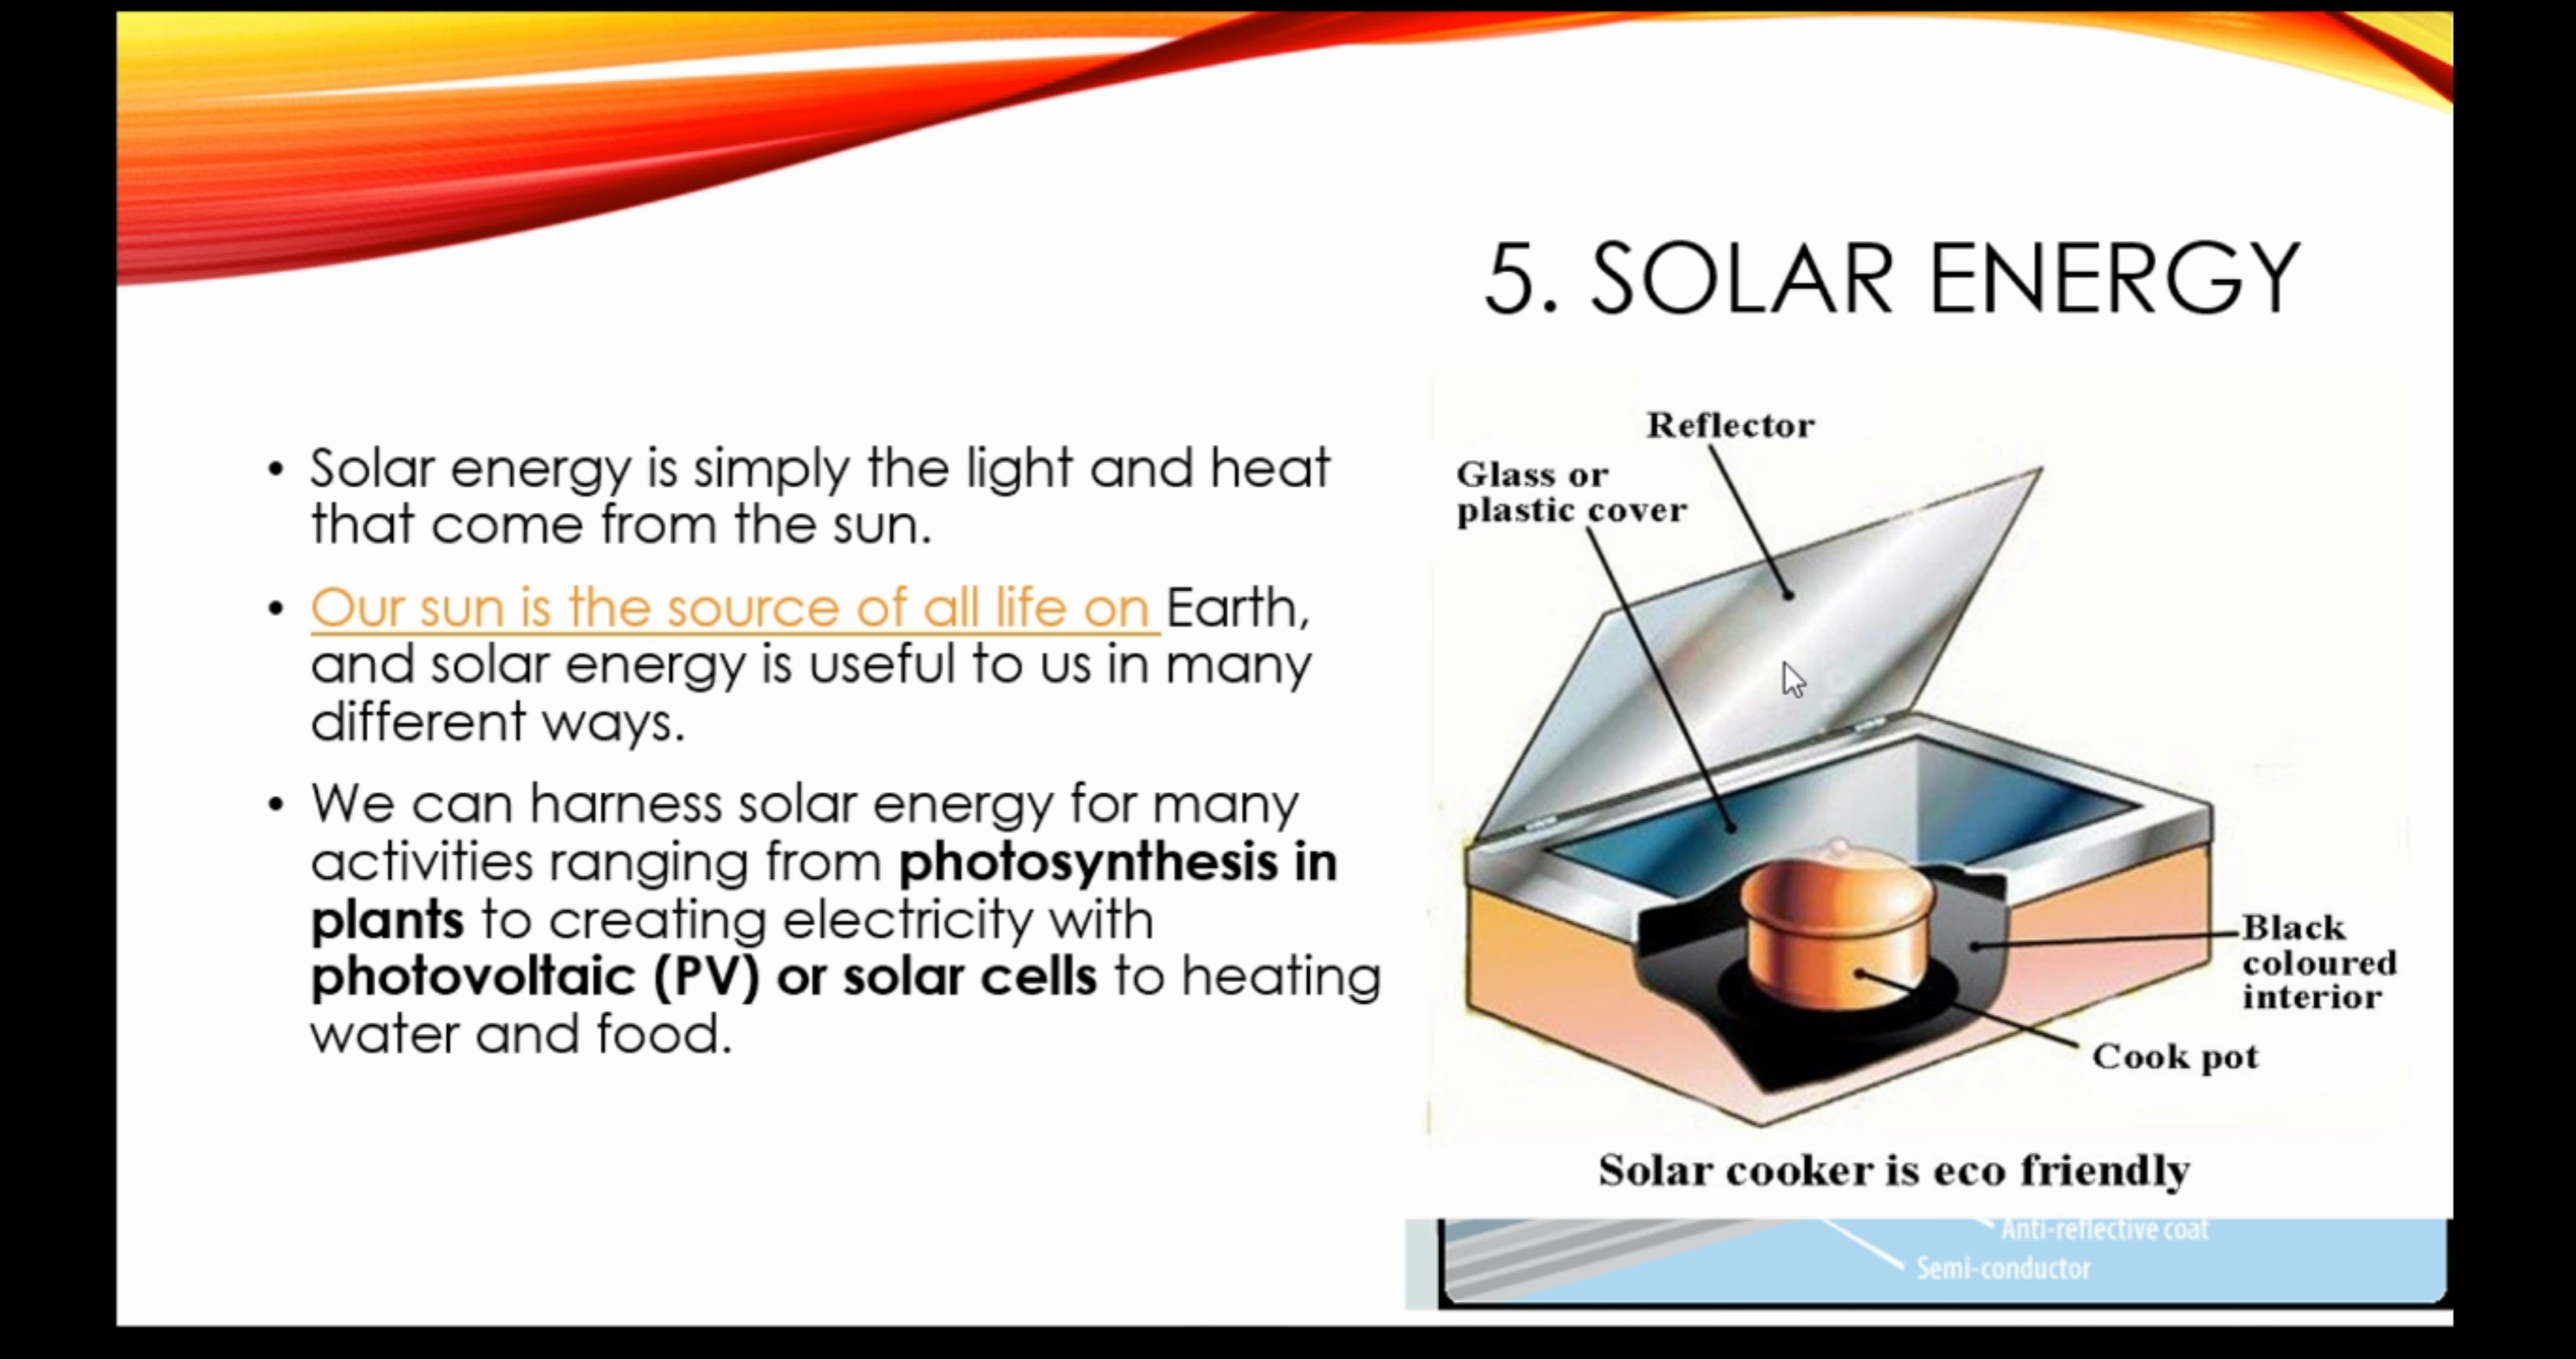 5. SOLAR ENERGY
• Solar energy is simply the light and heat
that come from the sun.
• Our sun is the source of all life on Earth,
and solar energy is useful to us in many
different ways.
• We can harness solar energy for many
activities ranging from photosynthesis in
plants to creating electricity with
photovoltaic (PV) or solar cells to heating
water and food.
Reflector
Glass or
plastic cover
Black
coloured
interior
Cook pot
Solar cooker is eco friendly
Anti-reflective coat
Semi-conductor